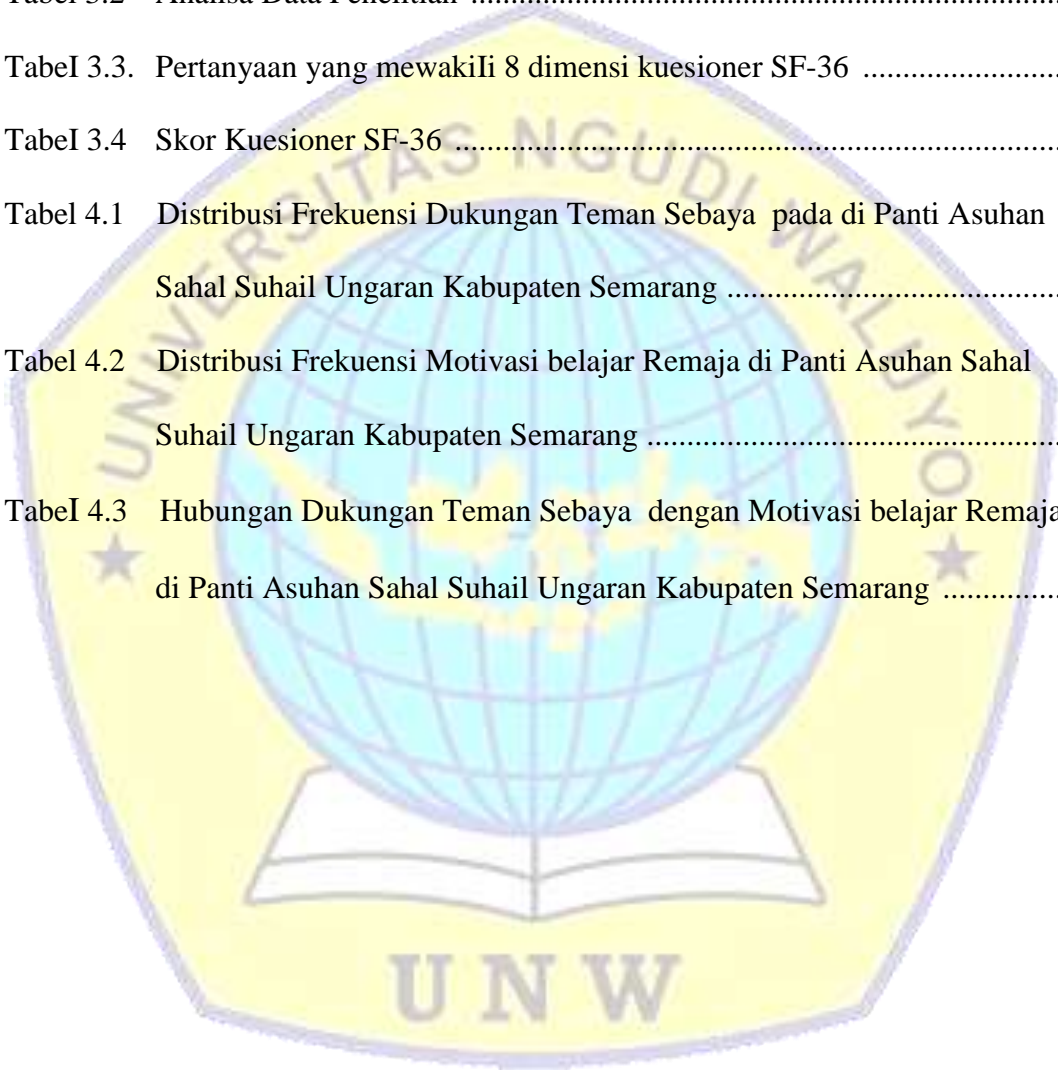 Tabel 3.2 Analisa Data Penelitian ..........................................................................
TabeI 3.3. Pertanyaan yang mewakiIi 8 dimensi kuesioner SF-36 .......................
TabeI 3.4 Skor Kuesioner SF-36 ............................................................................
Tabel 4.1 Distribusi Frekuensi Dukungan Teman Sebaya pada di Panti Asuhan
Sahal Suhail Ungaran Kabupaten Semarang .........................................
Tabel 4.2 Distribusi Frekuensi Motivasi belajar Remaja di Panti Asuhan Sahal
Suhail Ungaran Kabupaten Semarang ...................................................
TabeI 4.3 Hubungan Dukungan Teman Sebaya dengan Motivasi belajar Remaja
di Panti Asuhan Sahal Suhail Ungaran Kabupaten Semarang ...............
UNIVERSITAS NGUDI WALUYO
UNW